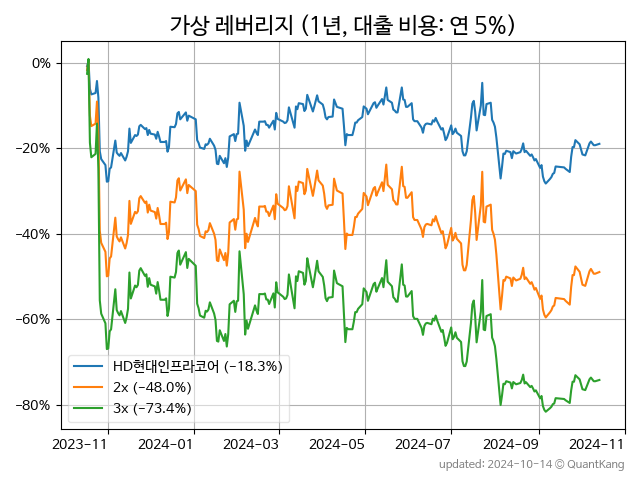 가상 레버리지 (1년, 대출 비용: 연 5%)
0%
−20%
−40%
−60%
−80%
HD현대인프라코어 (−18.3%)
2x (−48.0%)
3x (−73.4%)
2023-11 2024-01 2024-03 2024-05 2024-07 2024-09 2024-11
updated: 2024-10-14 © QuantKang